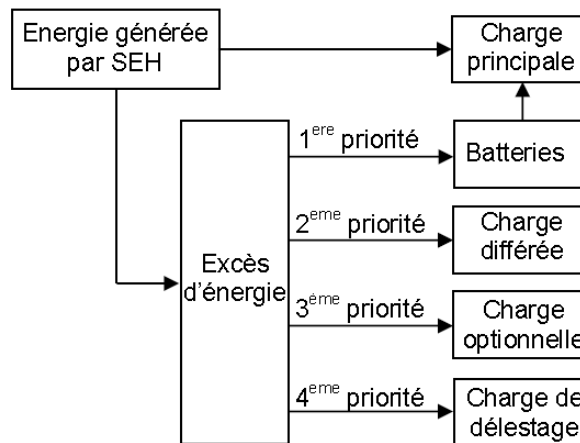 Energie générée
par SEH
Charge
principale
1ere priorité
Batteries
2eme priorité
Charge
différée
Excès
d'énergie
3ème priorité
Charge
optionnelle
4eme priorité
Charge de
délestage